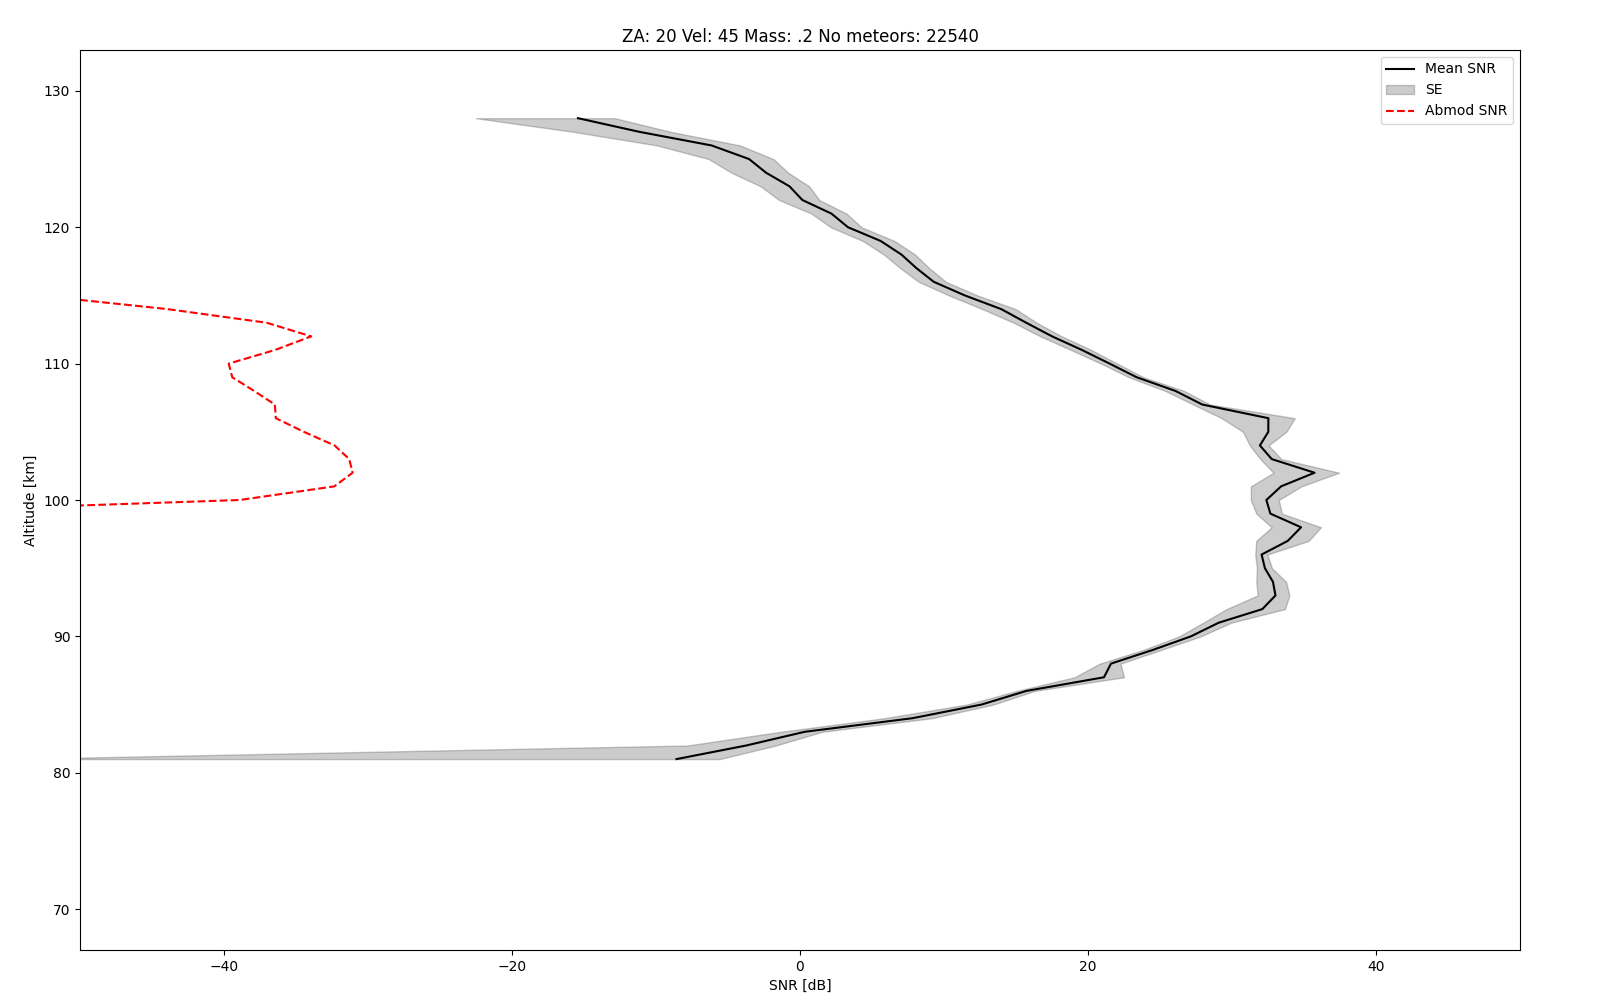 ZA: 20 Vel: 45 Mass: .2 No meteors: 22540
Mean SNR
SE
Abmod SNR
130
120
110
100
90
80
70
Altitude [km]
−40
−20
0
20
40
SNR [dB]